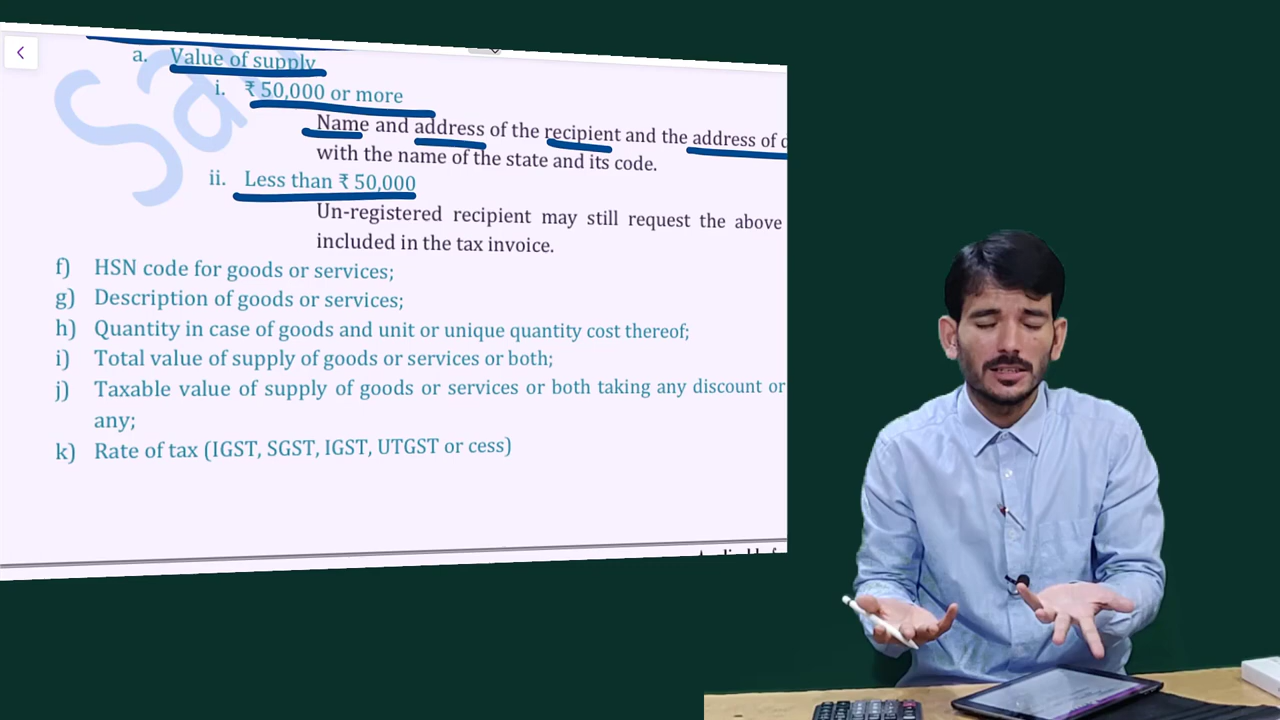 a. Value of supply
i. ₹ 50,000 or more
Name and address of the recipient and the address of
with the name of the state and its code.
ii. Less than ₹ 50,000
Un-registered recipient may still request the above
included in the tax invoice.
f) HSN code for goods or services;
g) Description of goods or services;
h) Quantity in case of goods and unit or unique quantity cost thereof;
i) Total value of supply of goods or services or both;
j) Taxable value of supply of goods or services or both taking any discount or
any;
k) Rate of tax (IGST, SGST, IGST, UTGST or cess)